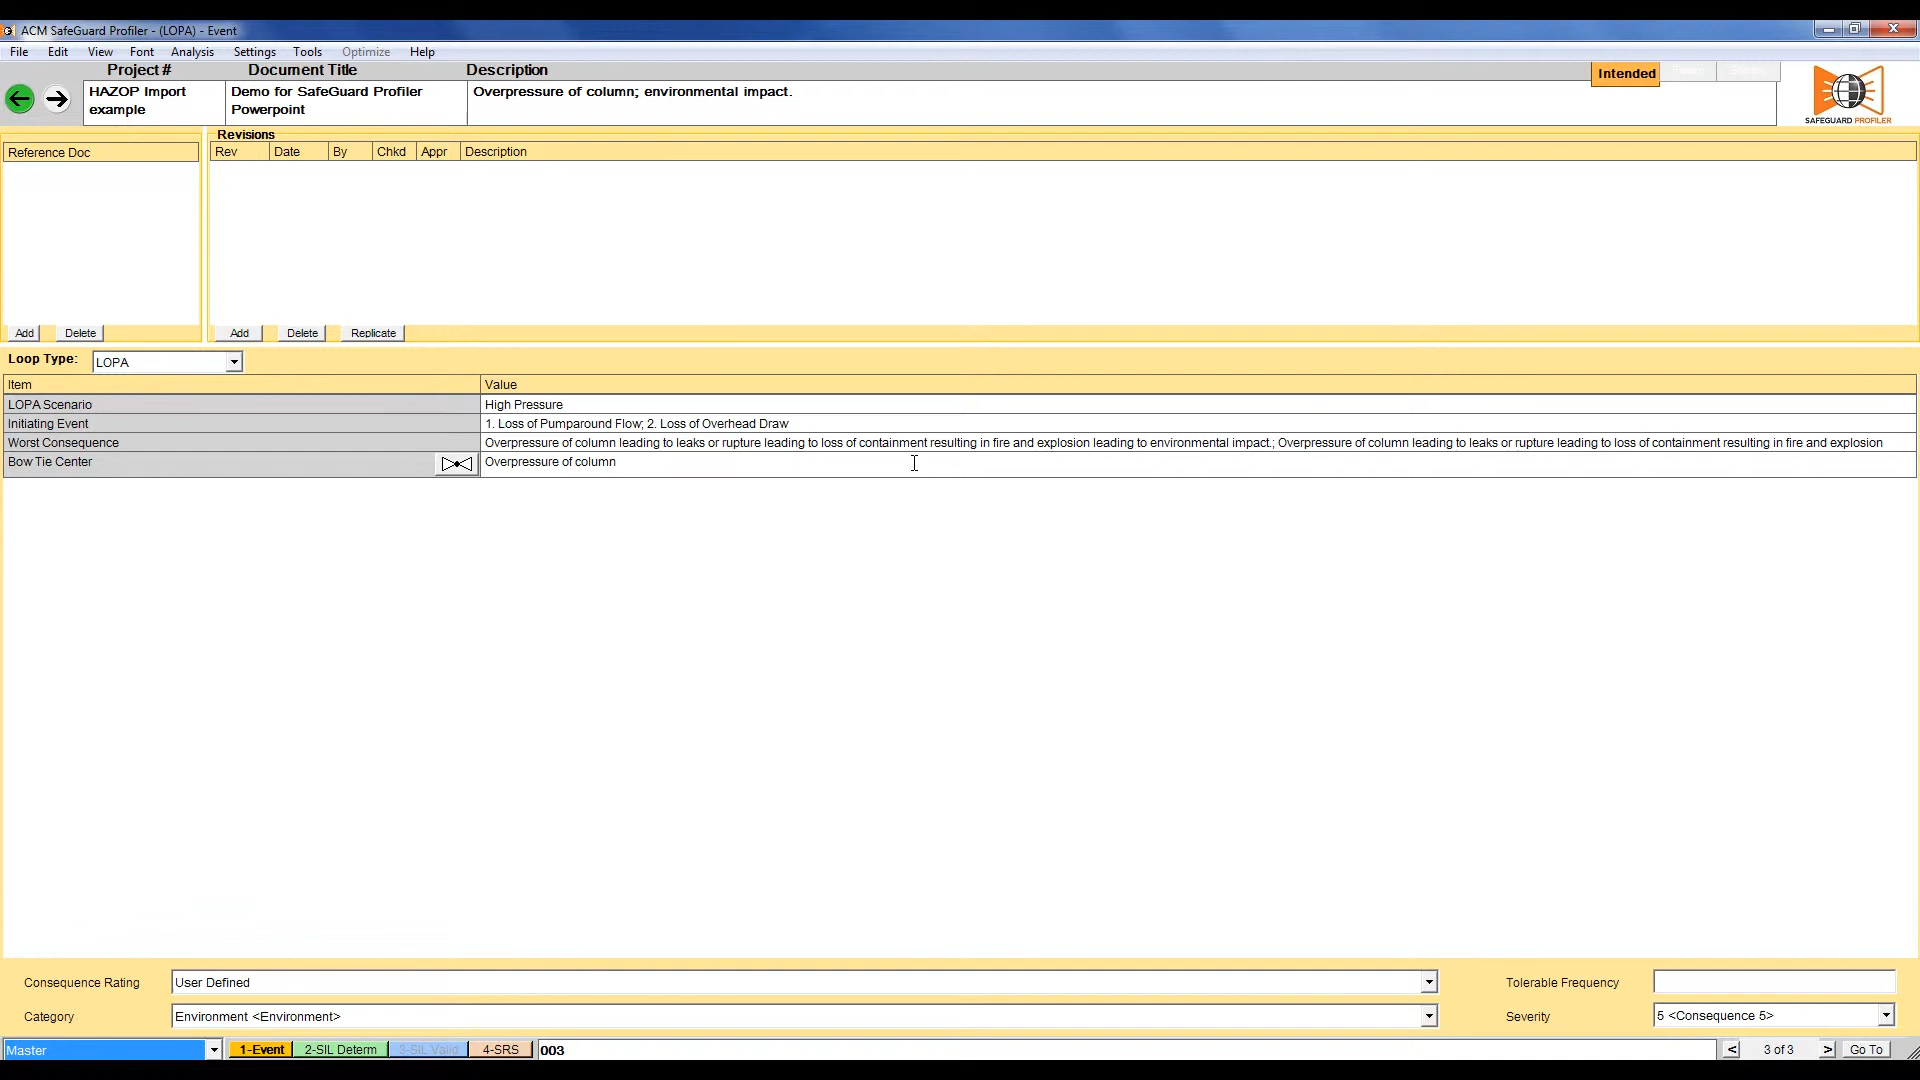 ACM SafeGuard Profiler - (LOPA) - Event
File Edit View Font Analysis Settings Tools Optimize Help
Project # Document Title Description
HAZOP Import
example
Demo for SafeGuard Profiler
Powerpoint
Overpressure of column; environmental impact.
Intended
SAFEGUARD PROFILER
Reference Doc
Revisions
Rev Date By Chkd Appr Description
Add Delete
Add Delete Replicate
Loop Type: LOPA
Item Value
LOPA Scenario High Pressure
Initiating Event 1. Loss of Pumparound Flow; 2. Loss of Overhead Draw
Worst Consequence Overpressure of column leading to leaks or rupture leading to loss of containment resulting in fire and explosion leading to environmental impact.; Overpressure of column leading to leaks or rupture leading to loss of containment resulting in fire and explosion
Bow Tie Center Overpressure of column
Consequence Rating User Defined Tolerable Frequency
Category Environment <Environment> Severity 5 <Consequence 5>
Master 1-Event 2-SIL Determ 3-SIL Valid 4-SRS 003 < 3 of 3 > Go To